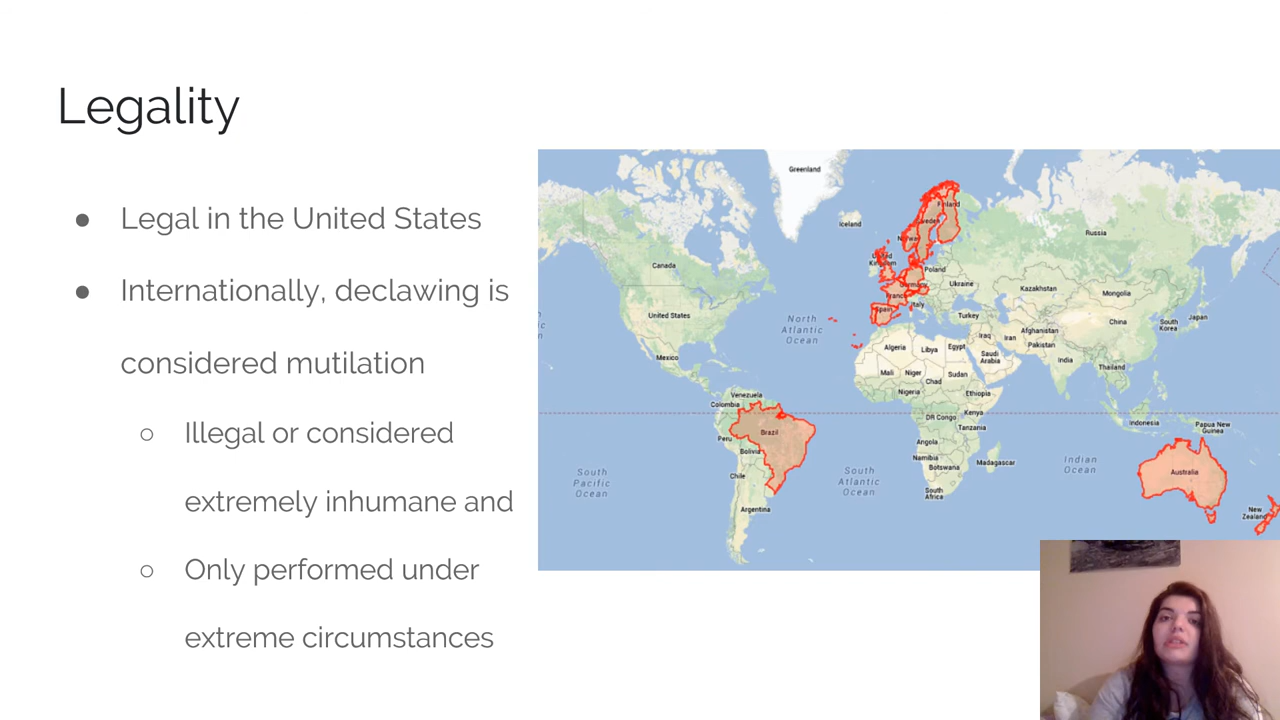 Legality
● Legal in the United States
● Internationally, declawing is
considered mutilation
○ Illegal or considered
extremely inhumane and
○ Only performed under
extreme circumstances
Greenland
Iceland
Finland
Norway
Russia
Canada
Poland
Ukraine
Germany
France
Kazakhstan
Mongolia
Spain
Italy
United States
North
Atlantic
Ocean
Turkey
China
South
Korea
Japan
Mexico
Algeria
Libya
Egypt
Iraq
Iran
Afghanistan
Pakistan
Saudi
Arabia
India
Thailand
Mali
Niger
Chad
Sudan
Nigeria
Ethiopia
Venezuela
Colombia
DR Congo
Kenya
Tanzania
Indonesia
Papua New
Guinea
Brazil
Peru
Bolivia
Angola
Namibia
Botswana
Madagascar
Chile
South
Pacific
Ocean
South
Atlantic
Ocean
Indian
Ocean
Australia
South
Africa
Argentina
New
Zealand